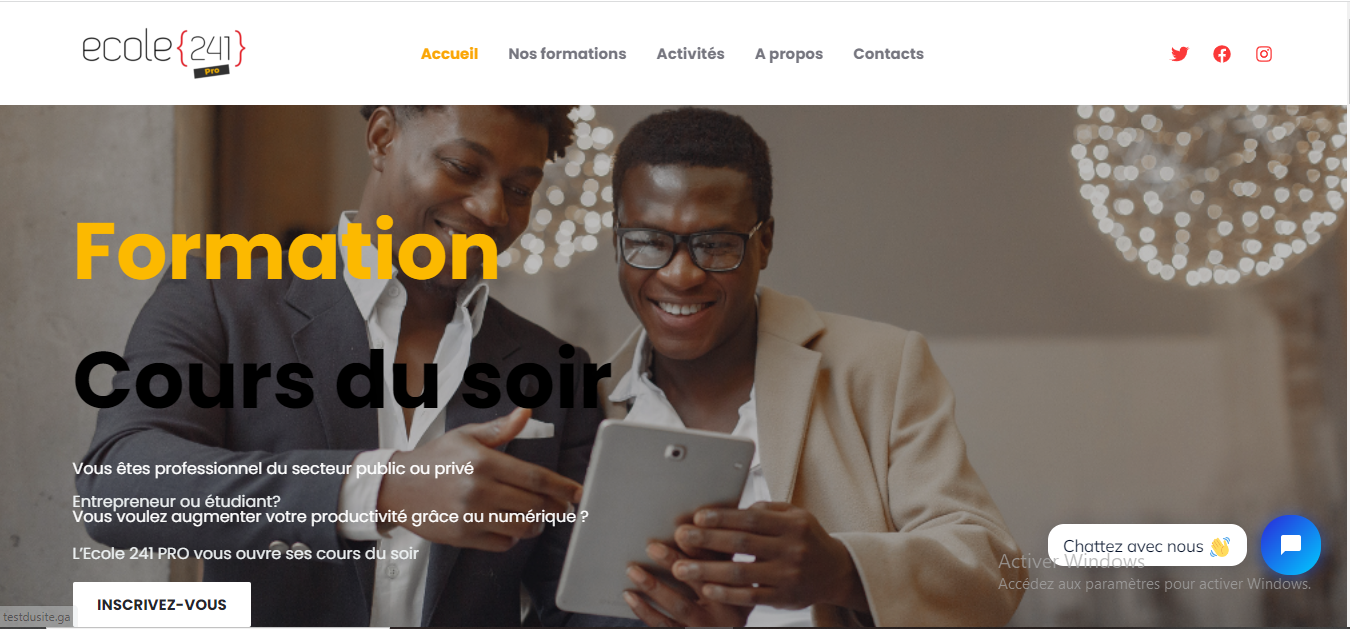 ecole{241}
Pro
Accueil
Nos formations
Activités
A propos
Contacts
Formation
Cours du soir
Vous êtes professionnel du secteur public ou privé
Entrepreneur ou étudiant?
Vous voulez augmenter votre productivité grâce au numérique ?
L’Ecole 241 PRO vous ouvre ses cours du soir
INSCRIVEZ-VOUS
Chattez avec nous 👋
Activer Windows
Accédez aux paramètres pour activer Windows.
testdusite.ga